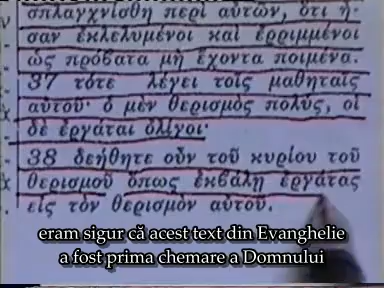 σπλαγχνίσθη περὶ αὐτῶν, ὅτι ἦ-
σαν ἐκλελυμένοι καὶ ἐρριμμένοι
ὡς πρόβατα μὴ ἔχοντα ποιμένα.
37 τότε λέγει τοῖς μαθηταῖς
αὐτοῦ· ὁ μὲν θερισμὸς πολύς, οἱ
δὲ ἐργάται ὀλίγοι·
38 δεήθητε οὖν τοῦ κυρίου τοῦ
θερισμοῦ ὅπως ἐκβάλῃ ἐργάτας
εἰς τὸν θερισμὸν αὐτοῦ.
eram sigur că acest text din Evanghelie
a fost prima chemare a Domnului